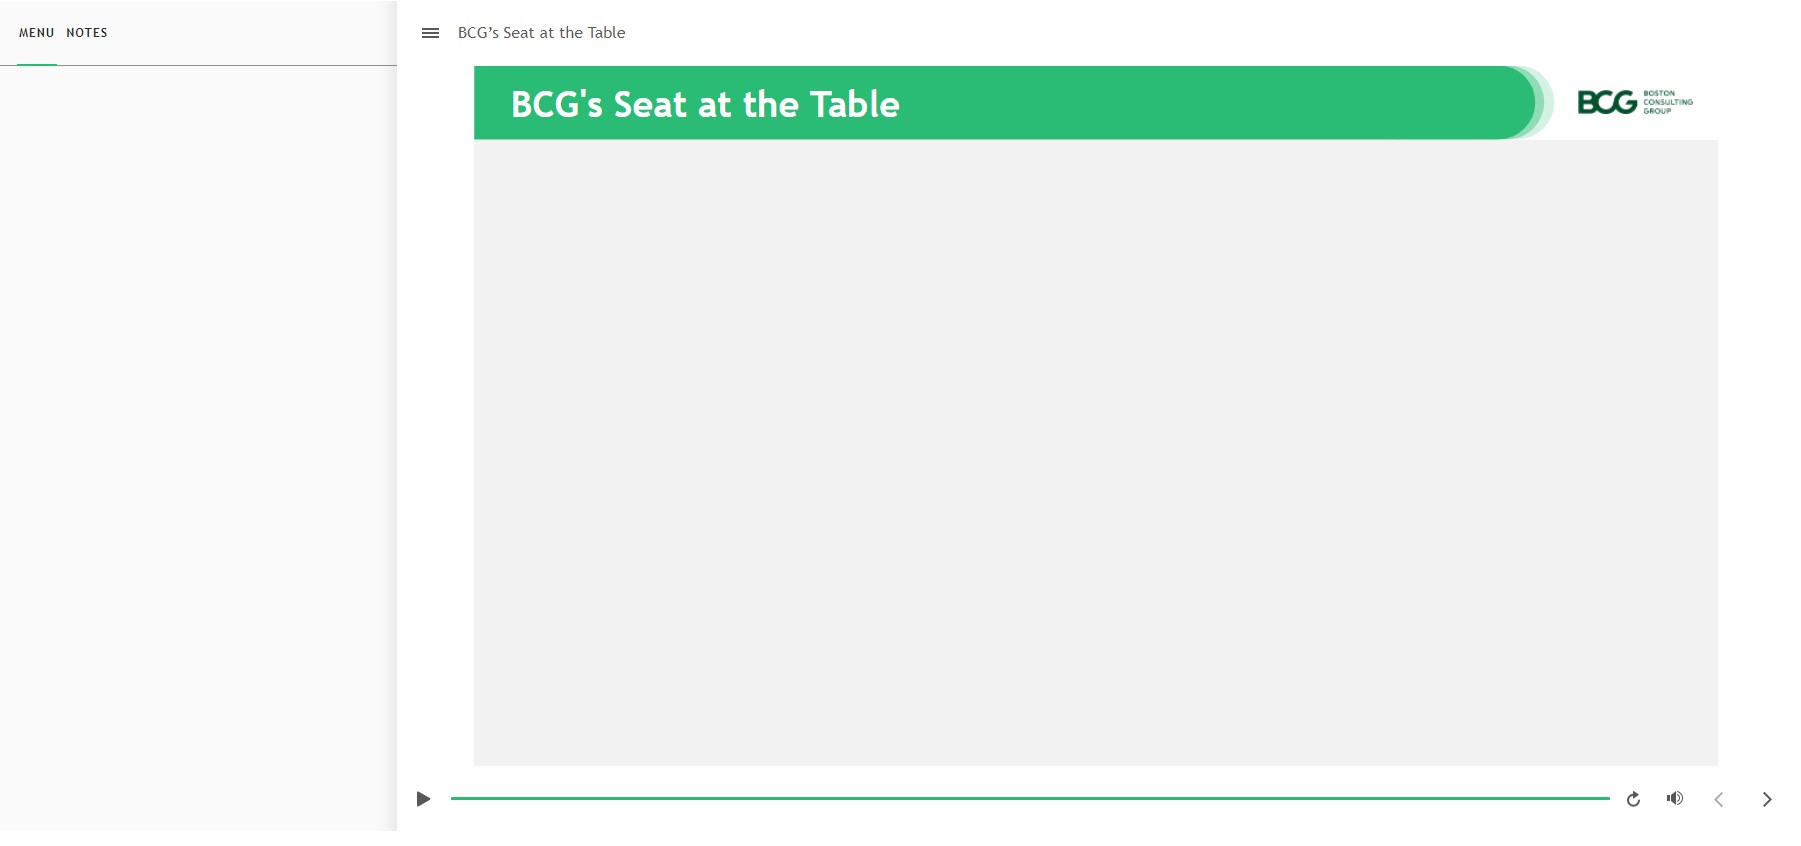 MENU NOTES
BCG’s Seat at the Table
BCG's Seat at the Table
BCG
BOSTON
CONSULTING
GROUP